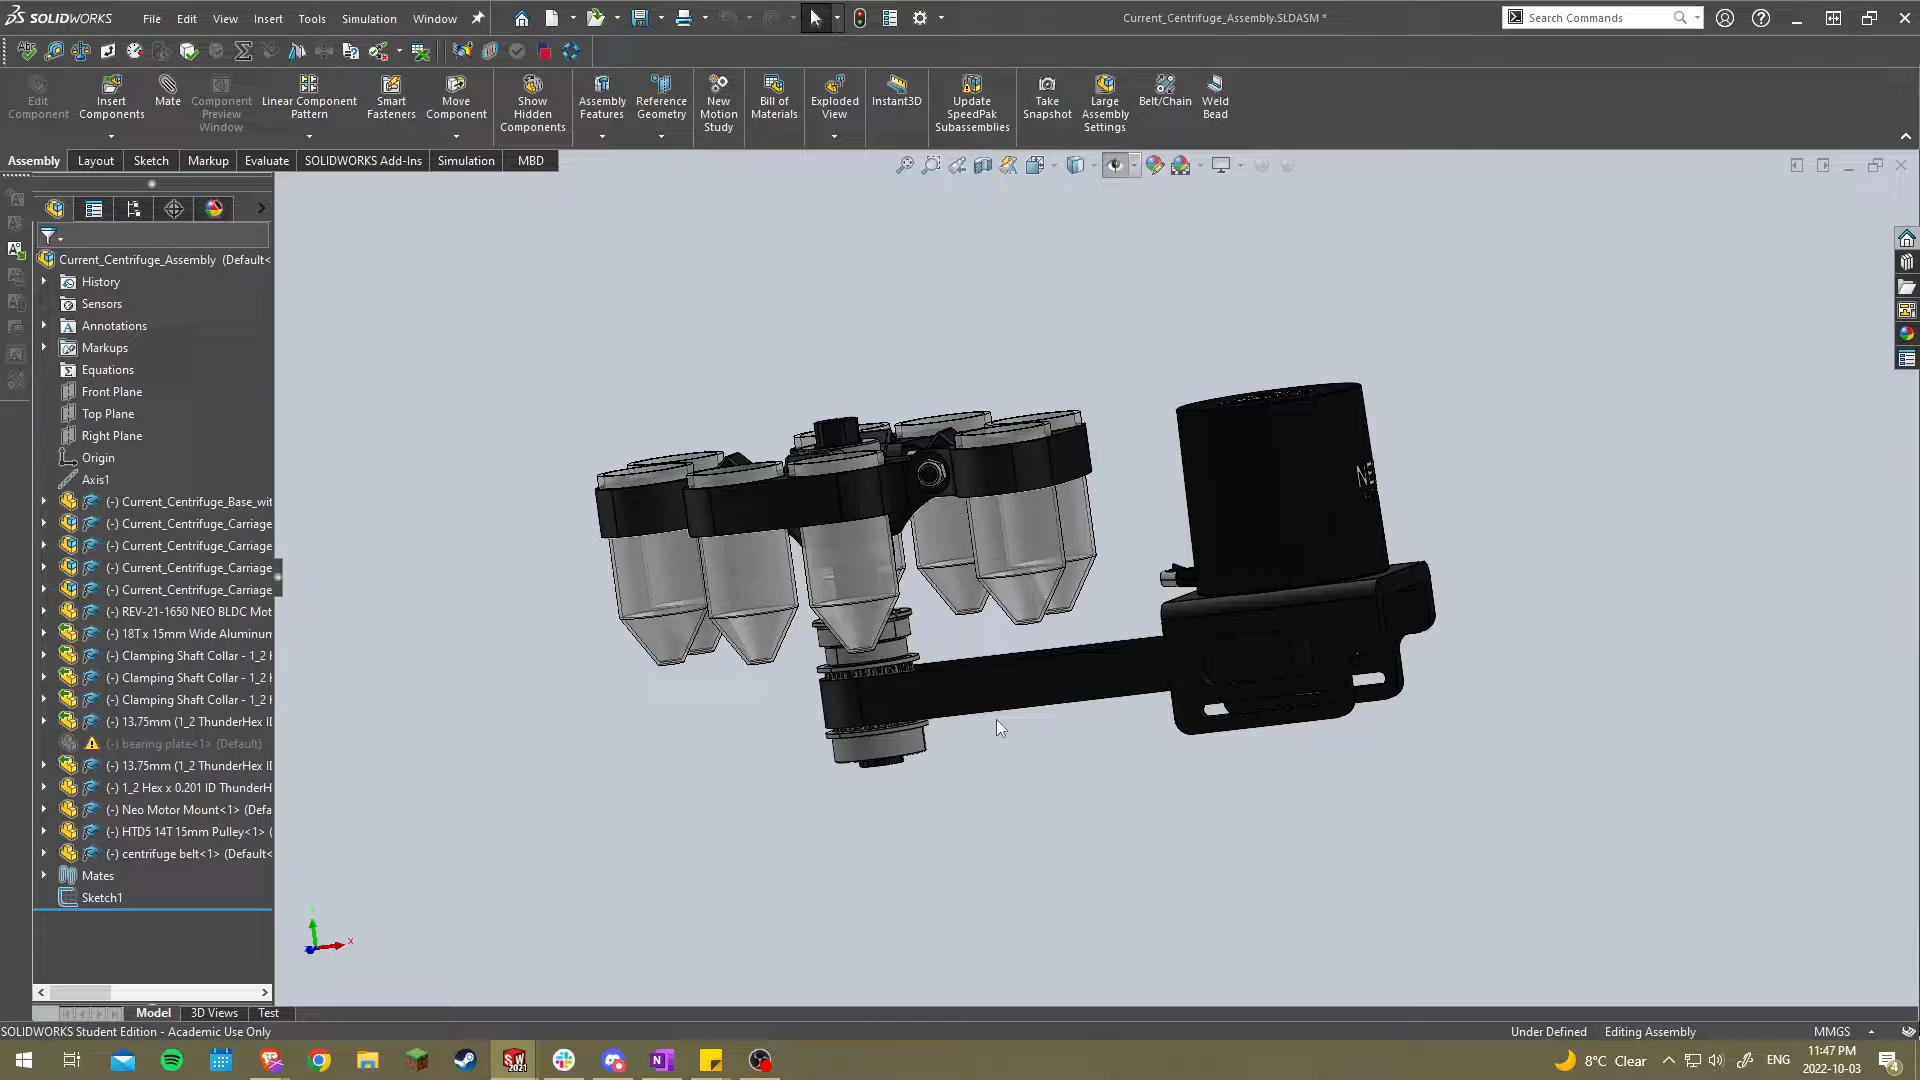 SOLIDWORKS File Edit View Insert Tools Simulation Window Current_Centrifuge_Assembly.SLDASM * Search Commands
Edit Component
Insert Components
Mate
Component Preview Window
Linear Component Pattern
Smart Fasteners
Move Component
Show Hidden Components
Assembly Features
Reference Geometry
New Motion Study
Bill of Materials
Exploded View
Instant3D
Update SpeedPak Subassemblies
Take Snapshot
Large Assembly Settings
Belt/Chain
Weld Bead
Assembly Layout Sketch Markup Evaluate SOLIDWORKS Add-Ins Simulation MBD
Current_Centrifuge_Assembly (Default<
History
Sensors
Annotations
Markups
Equations
Front Plane
Top Plane
Right Plane
Origin
Axis1
(-) Current_Centrifuge_Base_wit
(-) Current_Centrifuge_Carriage
(-) Current_Centrifuge_Carriage
(-) Current_Centrifuge_Carriage
(-) Current_Centrifuge_Carriage
(-) REV-21-1650 NEO BLDC Mot
(-) 18T x 15mm Wide Aluminum
(-) Clamping Shaft Collar - 1_2 H
(-) Clamping Shaft Collar - 1_2 H
(-) Clamping Shaft Collar - 1_2 H
(-) 13.75mm (1_2 ThunderHex ID
(-) bearing plate<1> (Default)
(-) 13.75mm (1_2 ThunderHex ID
(-) 1_2 Hex x 0.201 ID ThunderH
(-) Neo Motor Mount<1> (Defa
(-) HTD5 14T 15mm Pulley<1> (
(-) centrifuge belt<1> (Default<
Mates
Sketch1
NE
x
Model 3D Views Test
SOLIDWORKS Student Edition - Academic Use Only Under Defined Editing Assembly MMGS
8°C Clear ENG 11:47 PM
2022-10-03
4